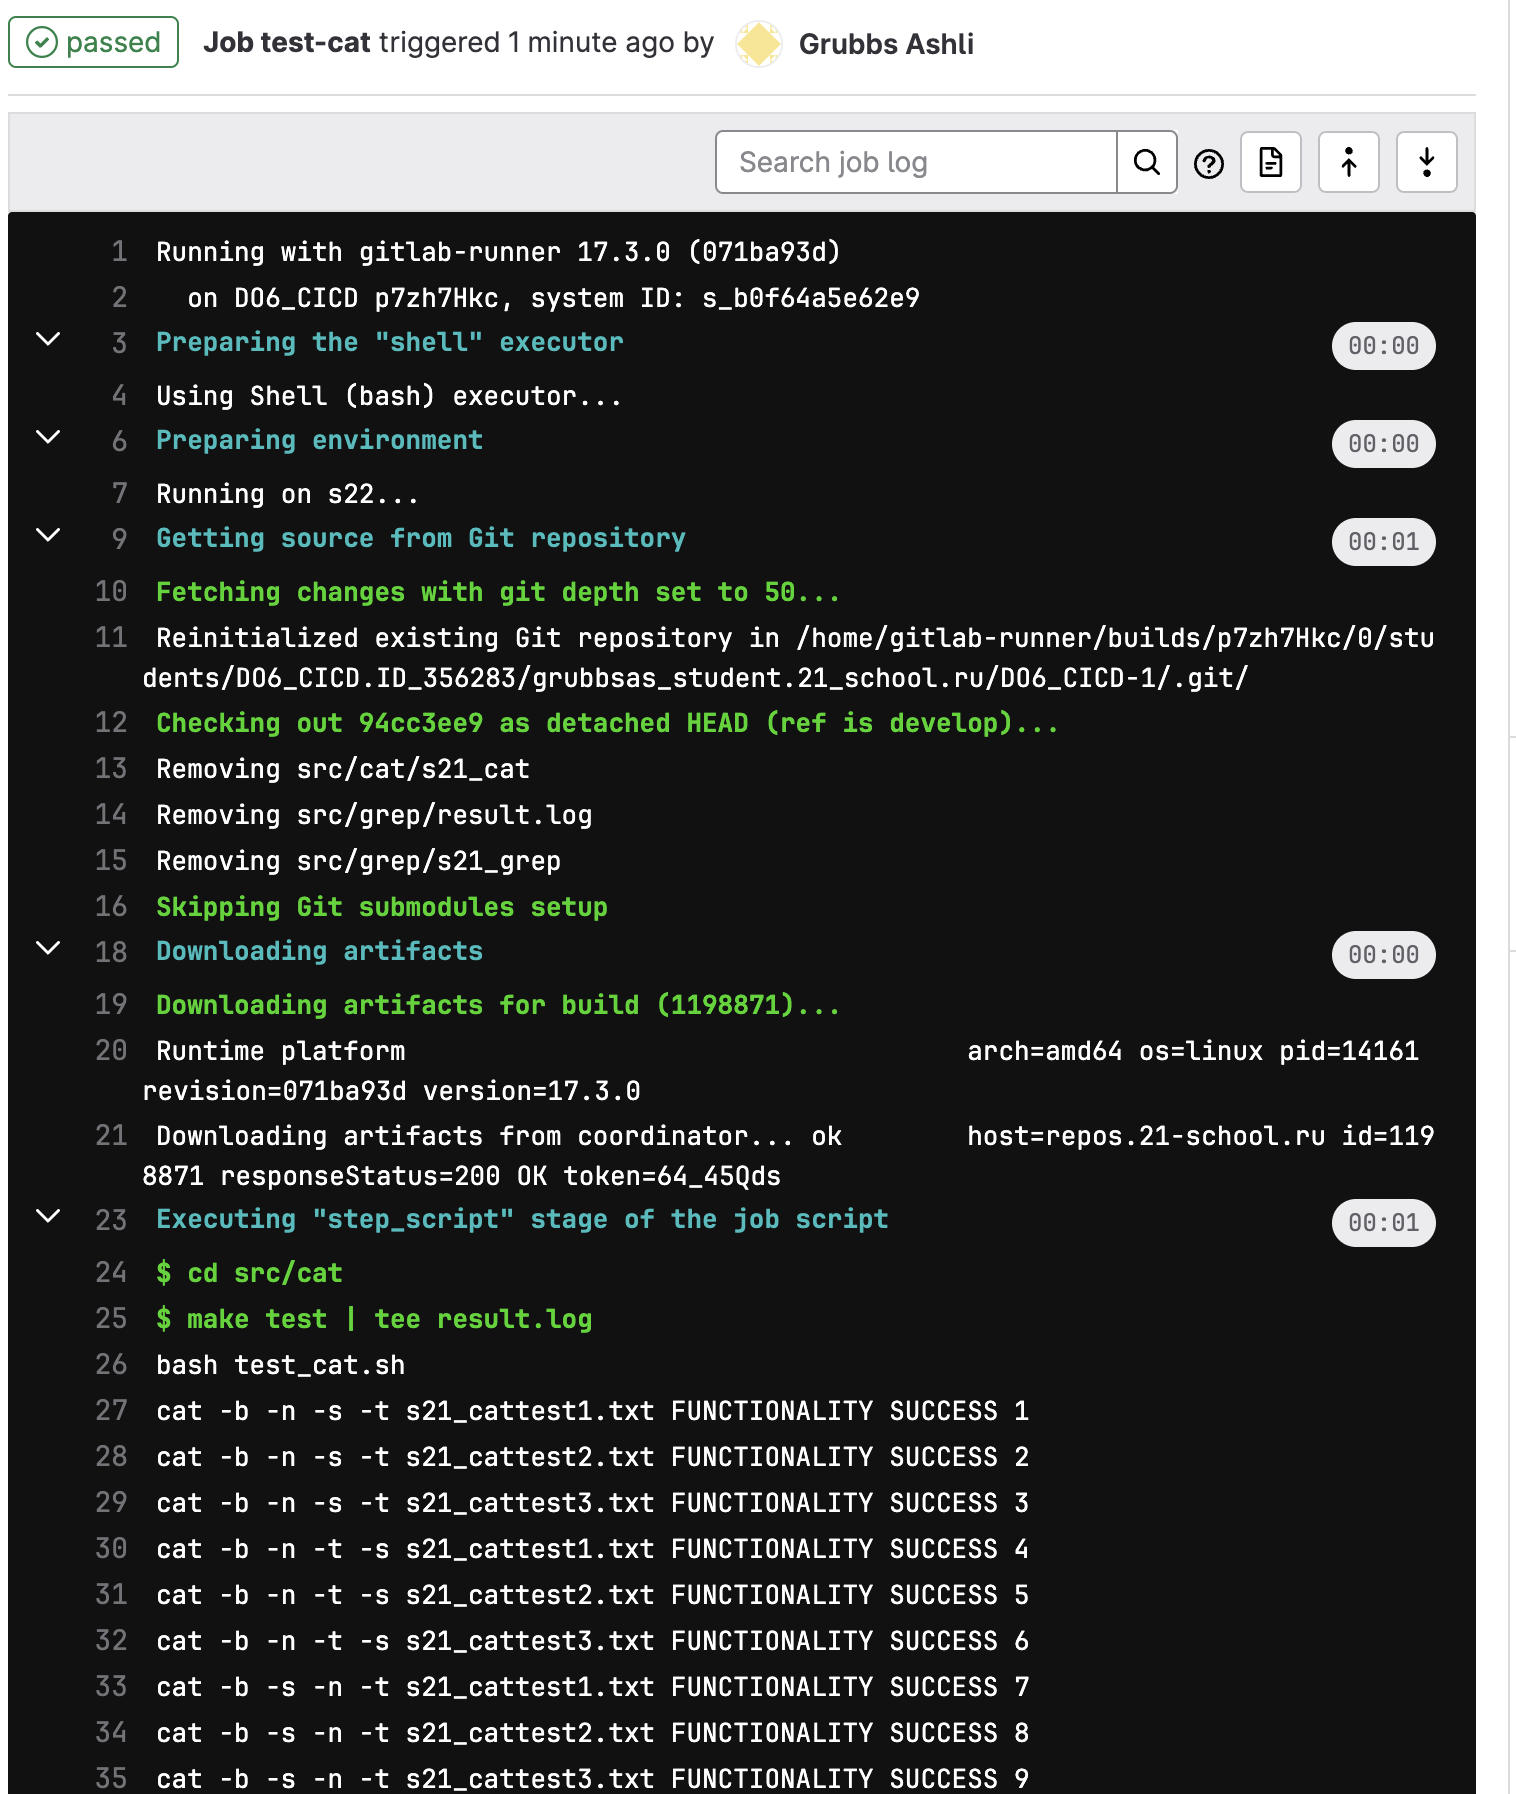 passed Job test-cat triggered 1 minute ago by Grubbs Ashli
Search job log
1 Running with gitlab-runner 17.3.0 (071ba93d)
2 on DO6_CICD p7zh7Hkc, system ID: s_b0f64a5e62e9
3 Preparing the "shell" executor 00:00
4 Using Shell (bash) executor...
6 Preparing environment 00:00
7 Running on s22...
9 Getting source from Git repository 00:01
10 Fetching changes with git depth set to 50...
11 Reinitialized existing Git repository in /home/gitlab-runner/builds/p7zh7Hkc/0/stu
dents/DO6_CICD.ID_356283/grubbsas_student.21_school.ru/DO6_CICD-1/.git/
12 Checking out 94cc3ee9 as detached HEAD (ref is develop)...
13 Removing src/cat/s21_cat
14 Removing src/grep/result.log
15 Removing src/grep/s21_grep
16 Skipping Git submodules setup
18 Downloading artifacts 00:00
19 Downloading artifacts for build (1198871)...
20 Runtime platform arch=amd64 os=linux pid=14161
revision=071ba93d version=17.3.0
21 Downloading artifacts from coordinator... ok host=repos.21-school.ru id=119
8871 responseStatus=200 OK token=64_45Qds
23 Executing "step_script" stage of the job script 00:01
24 $ cd src/cat
25 $ make test | tee result.log
26 bash test_cat.sh
27 cat -b -n -s -t s21_cattest1.txt FUNCTIONALITY SUCCESS 1
28 cat -b -n -s -t s21_cattest2.txt FUNCTIONALITY SUCCESS 2
29 cat -b -n -s -t s21_cattest3.txt FUNCTIONALITY SUCCESS 3
30 cat -b -n -t -s s21_cattest1.txt FUNCTIONALITY SUCCESS 4
31 cat -b -n -t -s s21_cattest2.txt FUNCTIONALITY SUCCESS 5
32 cat -b -n -t -s s21_cattest3.txt FUNCTIONALITY SUCCESS 6
33 cat -b -s -n -t s21_cattest1.txt FUNCTIONALITY SUCCESS 7
34 cat -b -s -n -t s21_cattest2.txt FUNCTIONALITY SUCCESS 8
35 cat -b -s -n -t s21_cattest3.txt FUNCTIONALITY SUCCESS 9